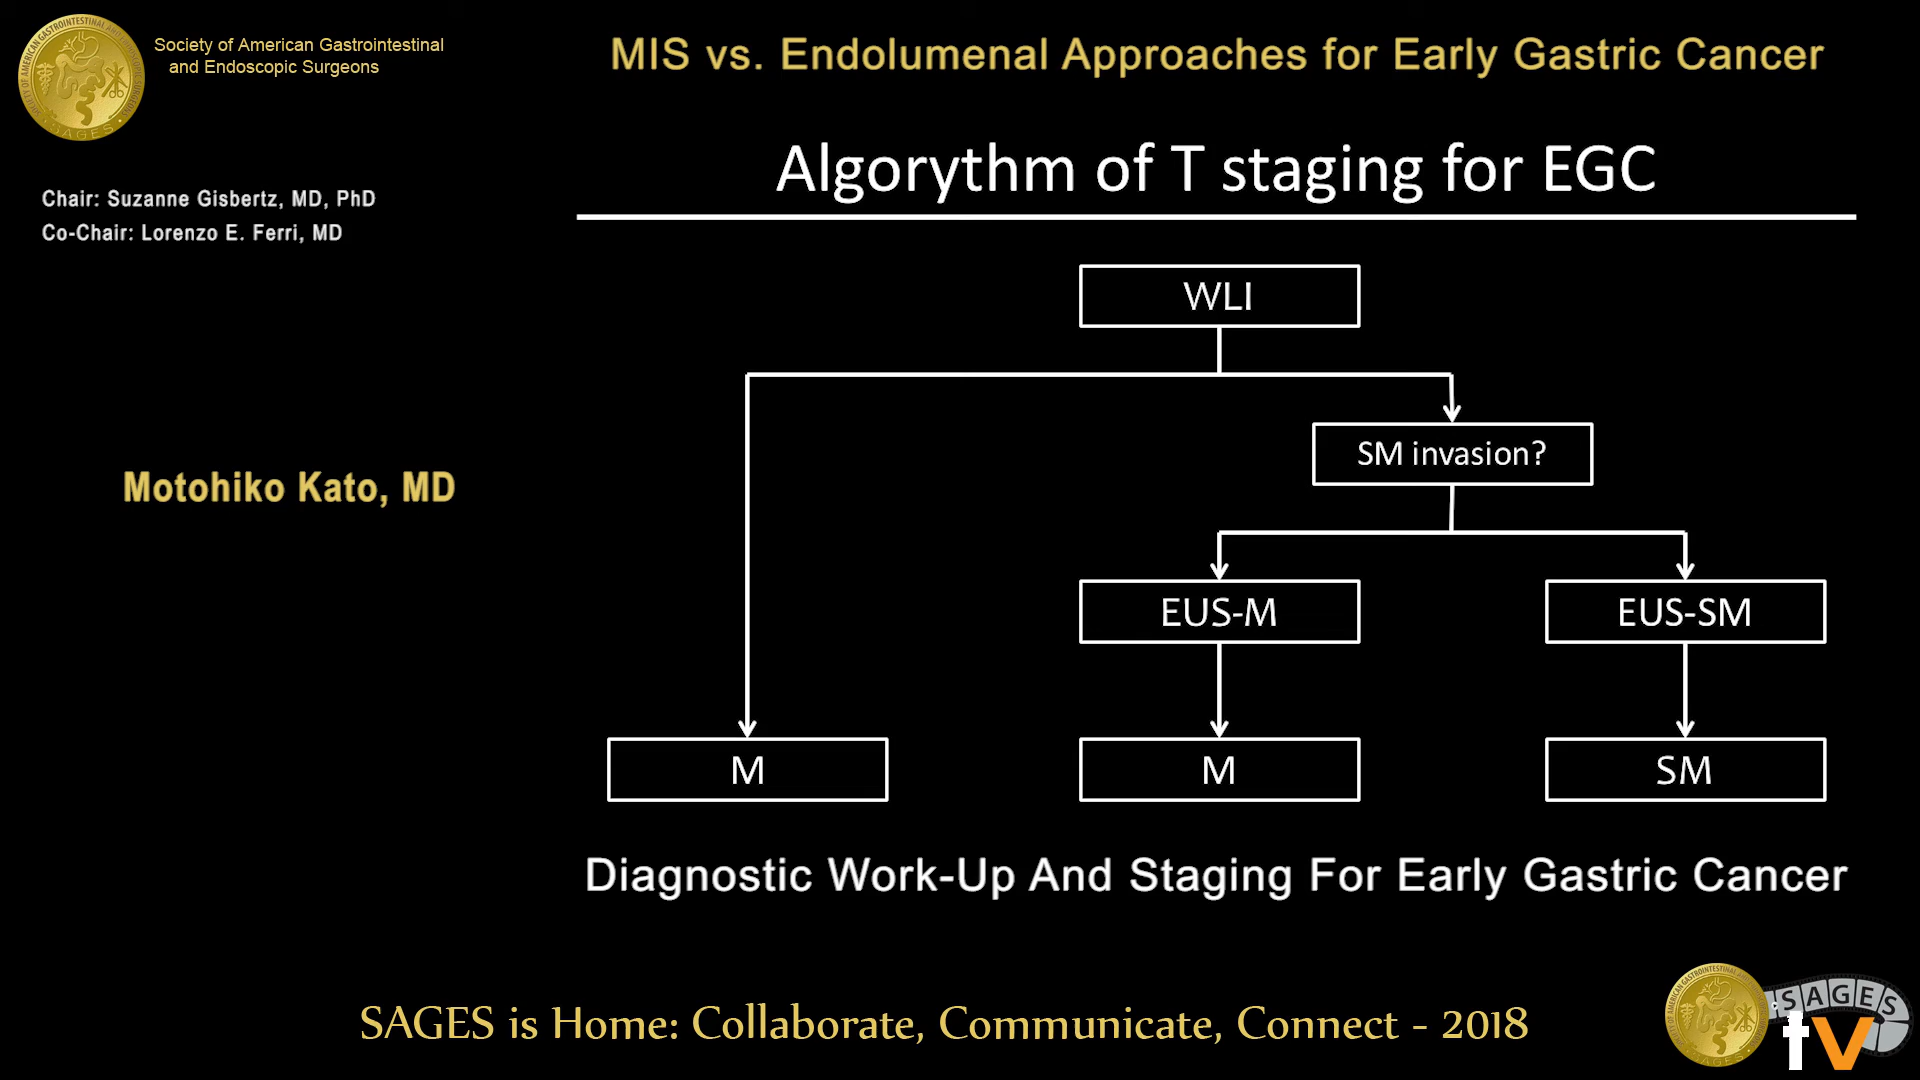 Society of American Gastrointestinal
and Endoscopic Surgeons
MIS vs. Endolumenal Approaches for Early Gastric Cancer
Chair: Suzanne Gisbertz, MD, PhD
Co-Chair: Lorenzo E. Ferri, MD
Motohiko Kato, MD
Algorythm of T staging for EGC
WLI
SM invasion?
EUS-M
EUS-SM
M
M
SM
Diagnostic Work-Up And Staging For Early Gastric Cancer
SAGES is Home: Collaborate, Communicate, Connect - 2018
SAGES
tv
SAGES